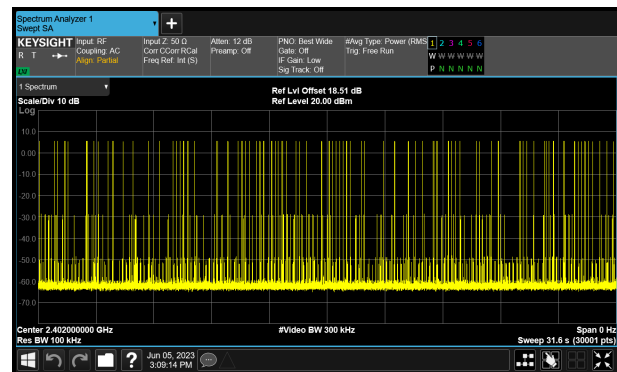 Spectrum Analyzer 1
Swept SA
+
KEYSIGHT Input: RF Input Z: 50 Ω Atten: 12 dB PNO: Best Wide #Avg Type: Power (RMS 1 2 3 4 5 6
R T Coupling: AC Corr CCorr RCal Preamp: Off Gate: Off Trig: Free Run
Align: Partial Freq Ref: Int (S) IF Gain: Low W W W W W W
Sig Track: Off P N N N N N
LXI
1 Spectrum
Ref Lvl Offset 18.51 dB
Scale/Div 10 dB Ref Level 20.00 dBm
Log
10.0
0.00
-10.0
-20.0
-30.0
-40.0
-50.0
-60.0
-70.0
Center 2.402000000 GHz #Video BW 300 kHz Span 0 Hz
Res BW 100 kHz Sweep 31.6 s (30001 pts)
? Jun 05, 2023
3:09:14 PM